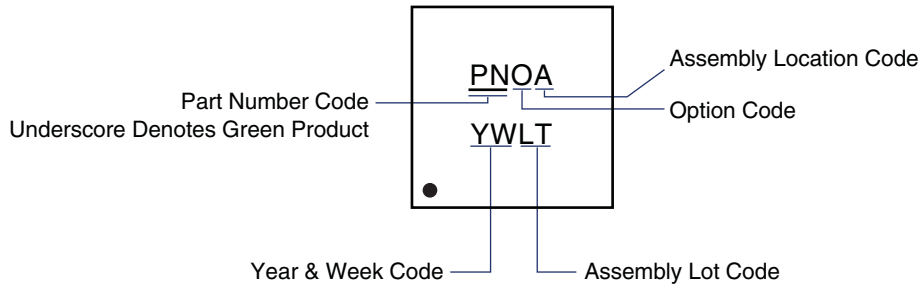 PNOA
Assembly Location Code
Part Number Code
Option Code
Underscore Denotes Green Product
YWLT
Year & Week Code
Assembly Lot Code